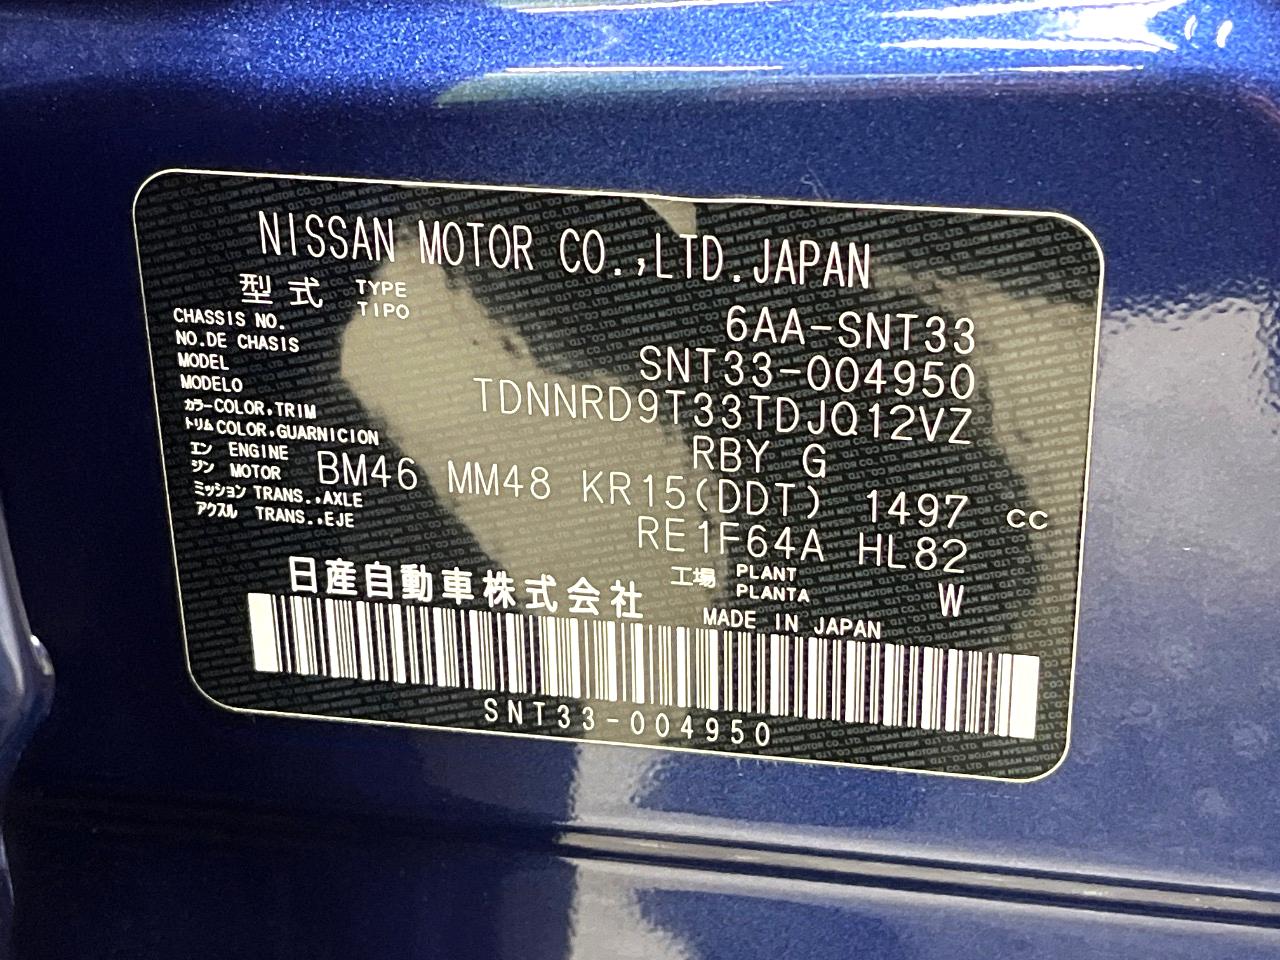 NISSAN MOTOR CO.,LTD.JAPAN
型式 TYPE TIPO 6AA-SNT33
CHASSIS NO.
NO.DE CHASIS SNT33-004950
MODEL
MODELO TDNNRD9T33TDJQ12VZ
カラー COLOR,TRIM
トリム COLOR,GUARNICION RBY G
エン ENGINE
ジン MOTOR BM46 MM48 KR15(DDT) 1497 CC
ミッション TRANS.,AXLE
アクスル TRANS.,EJE RE1F64A HL82
工場 PLANT PLANTA W
日産自動車株式会社 MADE IN JAPAN
SNT33-004950